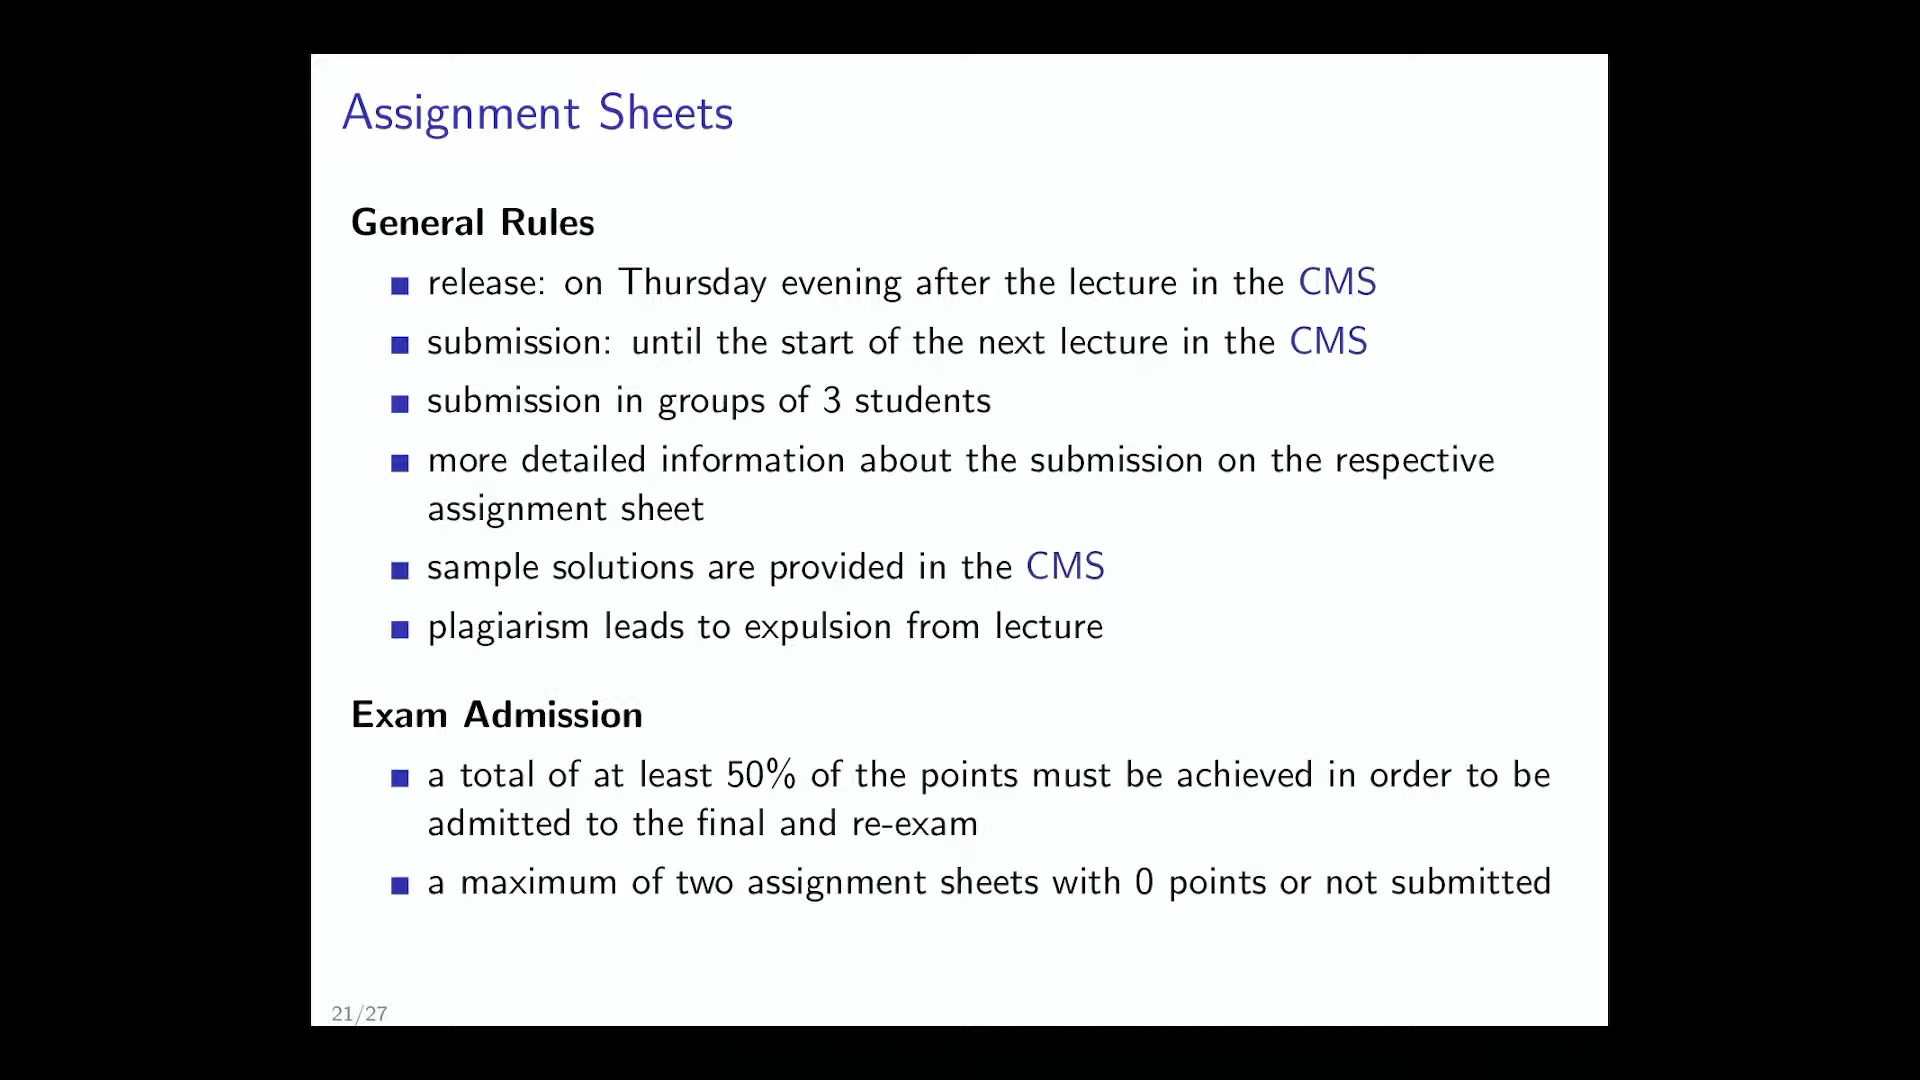 Assignment Sheets
General Rules
release: on Thursday evening after the lecture in the CMS
submission: until the start of the next lecture in the CMS
submission in groups of 3 students
more detailed information about the submission on the respective
assignment sheet
sample solutions are provided in the CMS
plagiarism leads to expulsion from lecture
Exam Admission
a total of at least 50% of the points must be achieved in order to be
admitted to the final and re-exam
a maximum of two assignment sheets with 0 points or not submitted
21/27